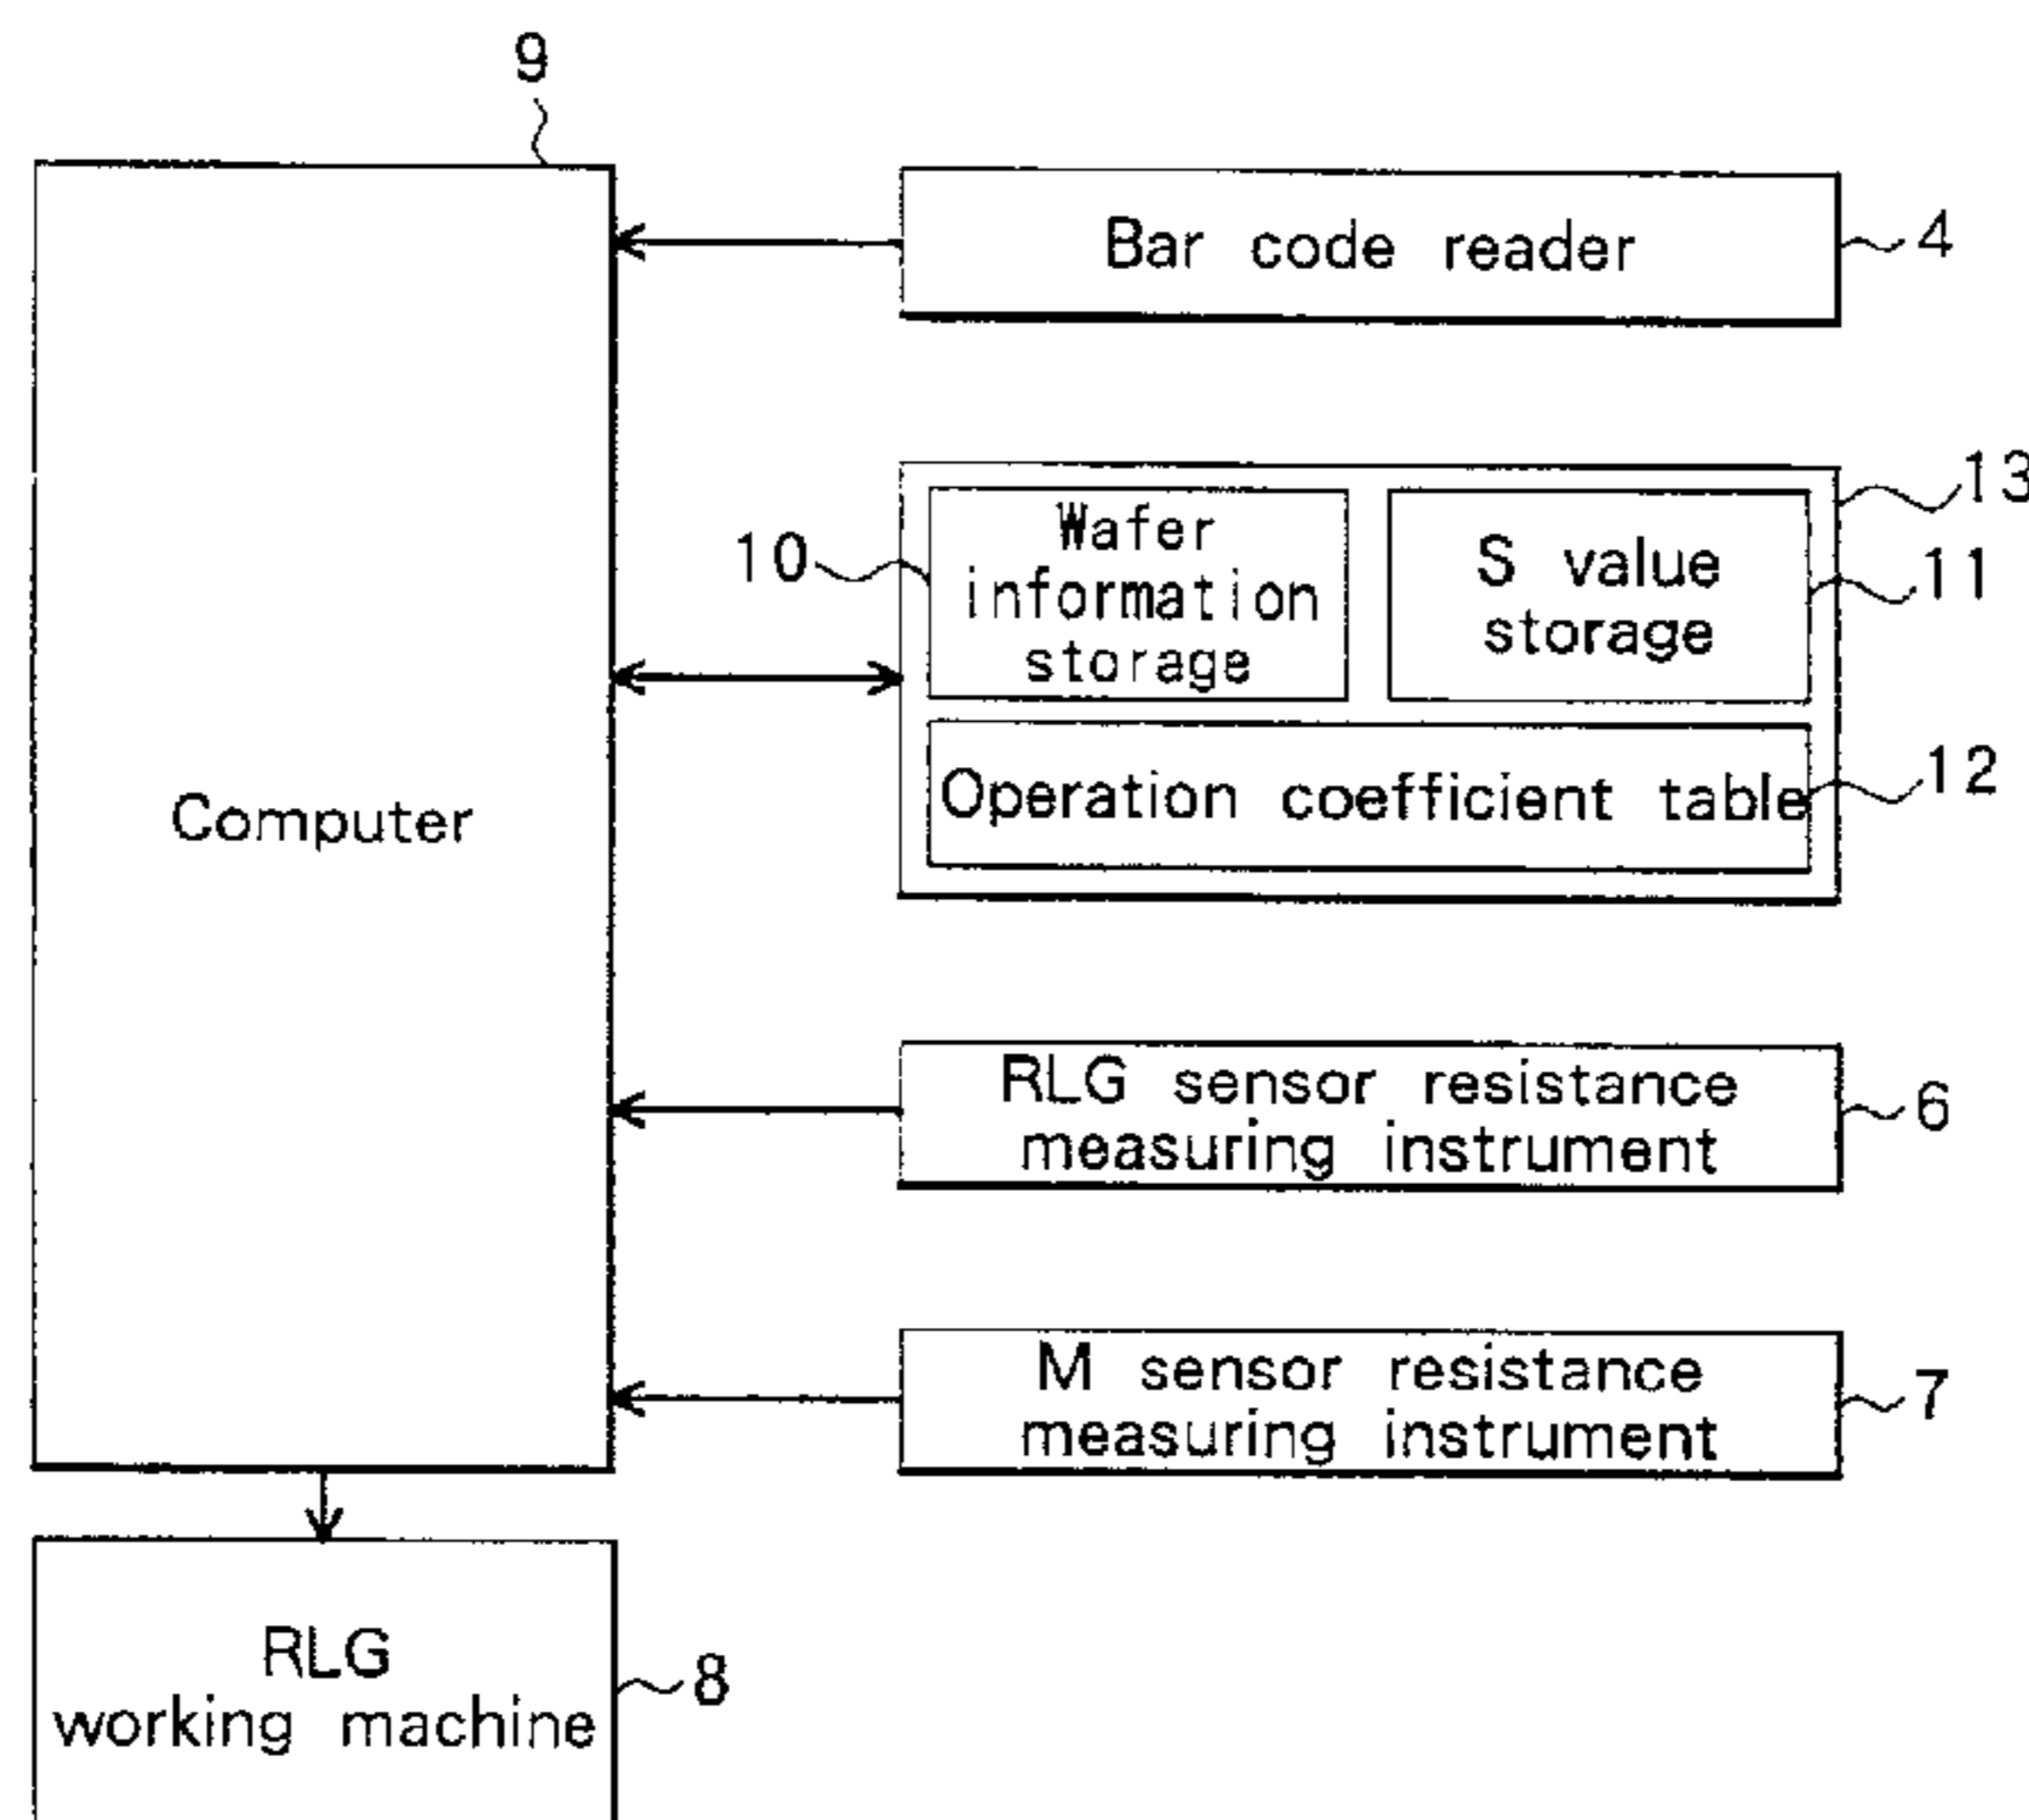 9
Bar code reader
4
13
Wafer
information
storage
10
S value
storage
11
Operation coefficient table
12
Computer
RLG sensor resistance
measuring instrument
6
M sensor resistance
measuring instrument
7
RLG
working machine
8